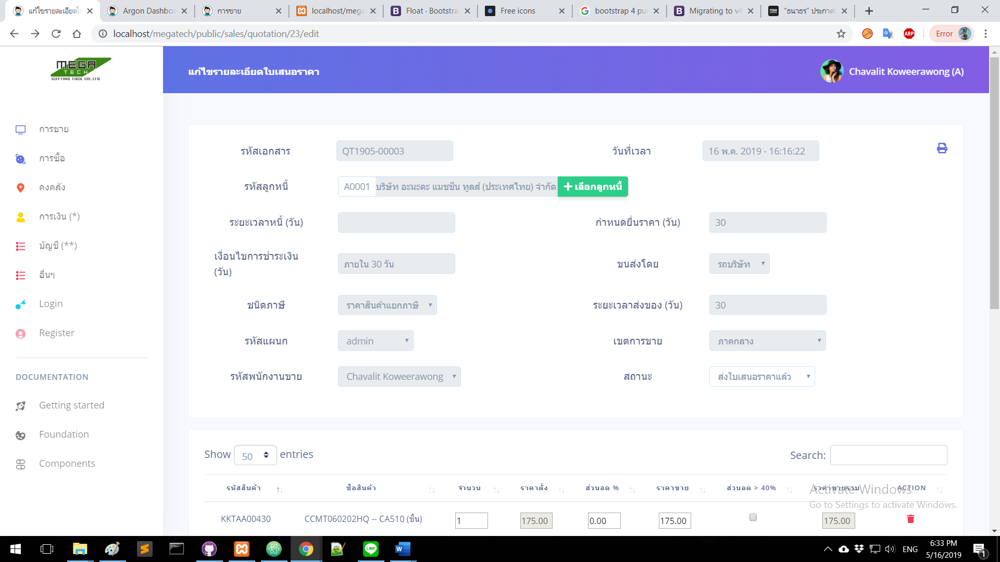 แก้ไขรายละเอียดใบ
Argon Dashboa
การขาย
localhost/mega
Float · Bootstra
Free icons
bootstrap 4 pul
Migrating to v4
TODAY
"ธนาธร" ประกาศ
localhost/megatech/public/sales/quotation/23/edit
ABP
Error
MEGA
TECH
CUTTING TOOL CO.,LTD.
แก้ไขรายละเอียดใบเสนอราคา
Chavalit Koweerawong (A)
การขาย
การซื้อ
คงคลัง
การเงิน (*)
บัญชี (**)
อื่นๆ
Login
Register
DOCUMENTATION
Getting started
Foundation
Components
รหัสเอกสาร
QT1905-00003
วันที่เวลา
16 พ.ค. 2019 - 16:16:22
รหัสลูกหนี้
A0001
บริษัท อะมะดะ แมชชีน ทูลส์ (ประเทศไทย) จำกัด
เลือกลูกหนี้
ระยะเวลาหนี้ (วัน)
กำหนดยื่นราคา (วัน)
30
เงื่อนไขการชำระเงิน
(วัน)
ภายใน 30 วัน
ขนส่งโดย
รถบริษัท
ชนิดภาษี
ราคาสินค้าแยกภาษี
ระยะเวลาส่งของ (วัน)
30
รหัสแผนก
admin
เขตการขาย
ภาคกลาง
รหัสพนักงานขาย
Chavalit Koweerawong
สถานะ
ส่งใบเสนอราคาแล้ว
Show 50 entries
Search:
รหัสสินค้า
ชื่อสินค้า
จำนวน
ราคาตั้ง
ส่วนลด %
ราคาขาย
ส่วนลด > 40%
ราคาขายรวม
ACTION
Activate Windows
Go to Settings to activate Windows.
KKTAA00430
CCMT060202HQ -- CA510 (ชิ้น)
1
175.00
0.00
175.00
175.00
LINE
ENG
6:33 PM
5/16/2019
1